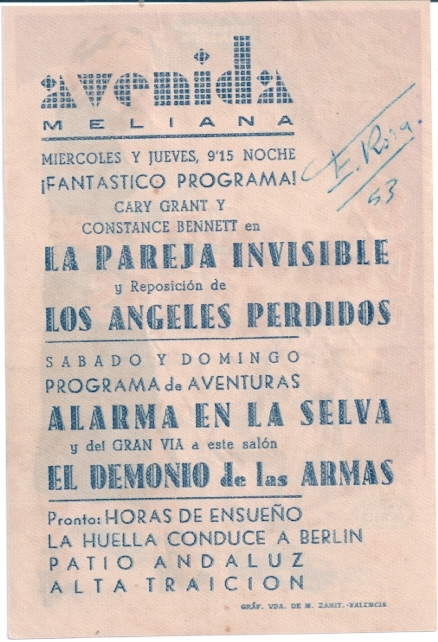 avenida
MELIANA
MIERCOLES Y JUEVES, 9'15 NOCHE
¡FANTASTICO PROGRAMA!
CARY GRANT Y
CONSTANCE BENNETT en
LA PAREJA INVISIBLE
y Reposición de
LOS ANGELES PERDIDOS
SABADO Y DOMINGO
PROGRAMA de AVENTURAS
ALARMA EN LA SELVA
y del GRAN VIA a este salón
EL DEMONIO de las ARMAS
Pronto: HORAS DE ENSUEÑO
LA HUELLA CONDUCE A BERLIN
PATIO ANDALUZ
ALTA TRAICION
GRÁF. VDA. DE M. ZAMIT.-VALENCIA
E. Roja.
53